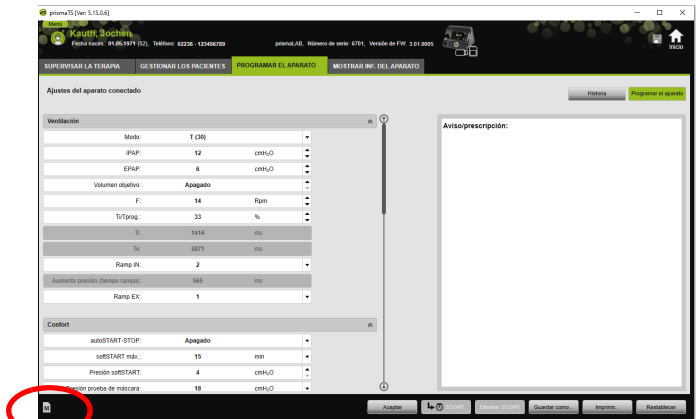 prismaTS [Ver: 5.15.0.6]
Menú
Kauth, Jochen
Fecha nacim.: 01.05.1971 (52), Teléfono: 02236 - 123456789
prismaLAB, Número de serie: 6701, Versión de FW: 3.01.0005
Inicio
SUPERVISAR LA TERAPIA GESTIONAR LOS PACIENTES PROGRAMAR EL APARATO MOSTRAR INF. DEL APARATO
Ajustes del aparato conectado
Historia Programar el aparato
Ventilación
Aviso/prescripción:
Modo: T (30)
IPAP: 12 cmH₂O
EPAP: 6 cmH₂O
Volumen objetivo: Apagado
F: 14 Rpm
Ti/Tprog.: 33 %
Ti: 1414 ms
Te: 2871 ms
Ramp IN: 2
Aumento presión (tiempo rampa): 565 ms
Ramp EX: 1
Confort
autoSTART-STOP: Apagado
softSTART máx.: 15 min
Presión softSTART: 4 cmH₂O
Presión prueba de máscara: 18 cmH₂O
M
Aceptar SCOPE Eliminar SCOPE Guardar como... Imprimir... Restablecer